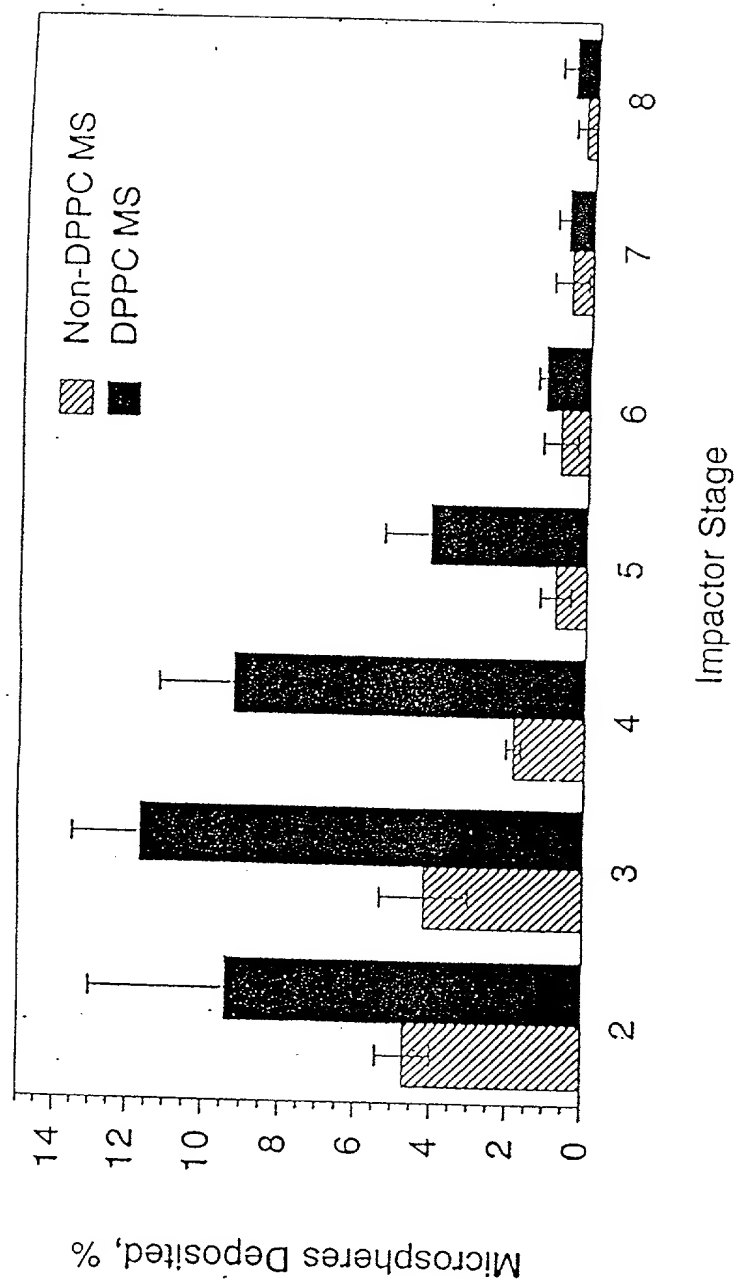 Non-DPPC MS
DPPC MS
Microspheres Deposited, %
14
12
10
8
6
4
2
0
2 3 4 5 6 7 8
Impactor Stage